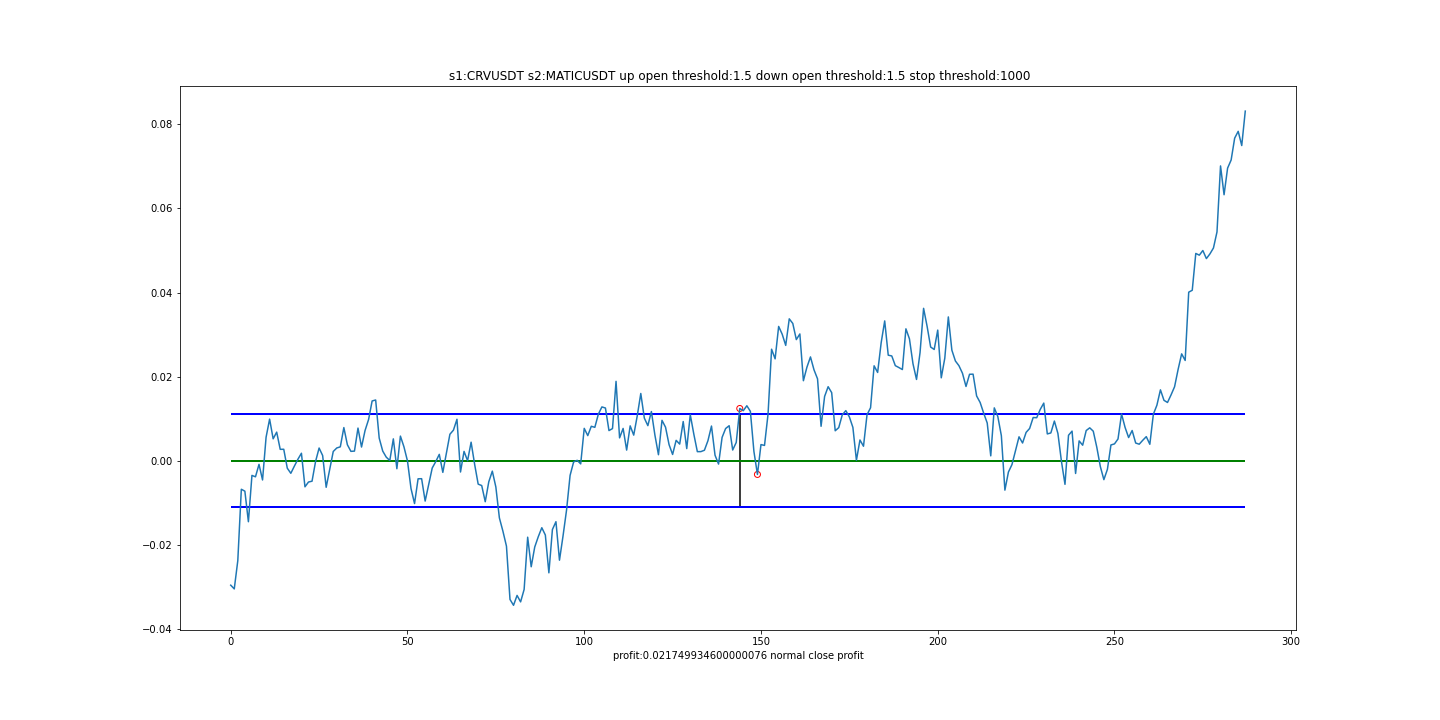 s1:CRVUSDT s2:MATICUSDT up open threshold:1.5 down open threshold:1.5 stop threshold:1000
0.08
0.06
0.04
0.02
0.00
−0.02
−0.04
0 50 100 150 200 250 300
profit:0.021749934600000076 normal close profit